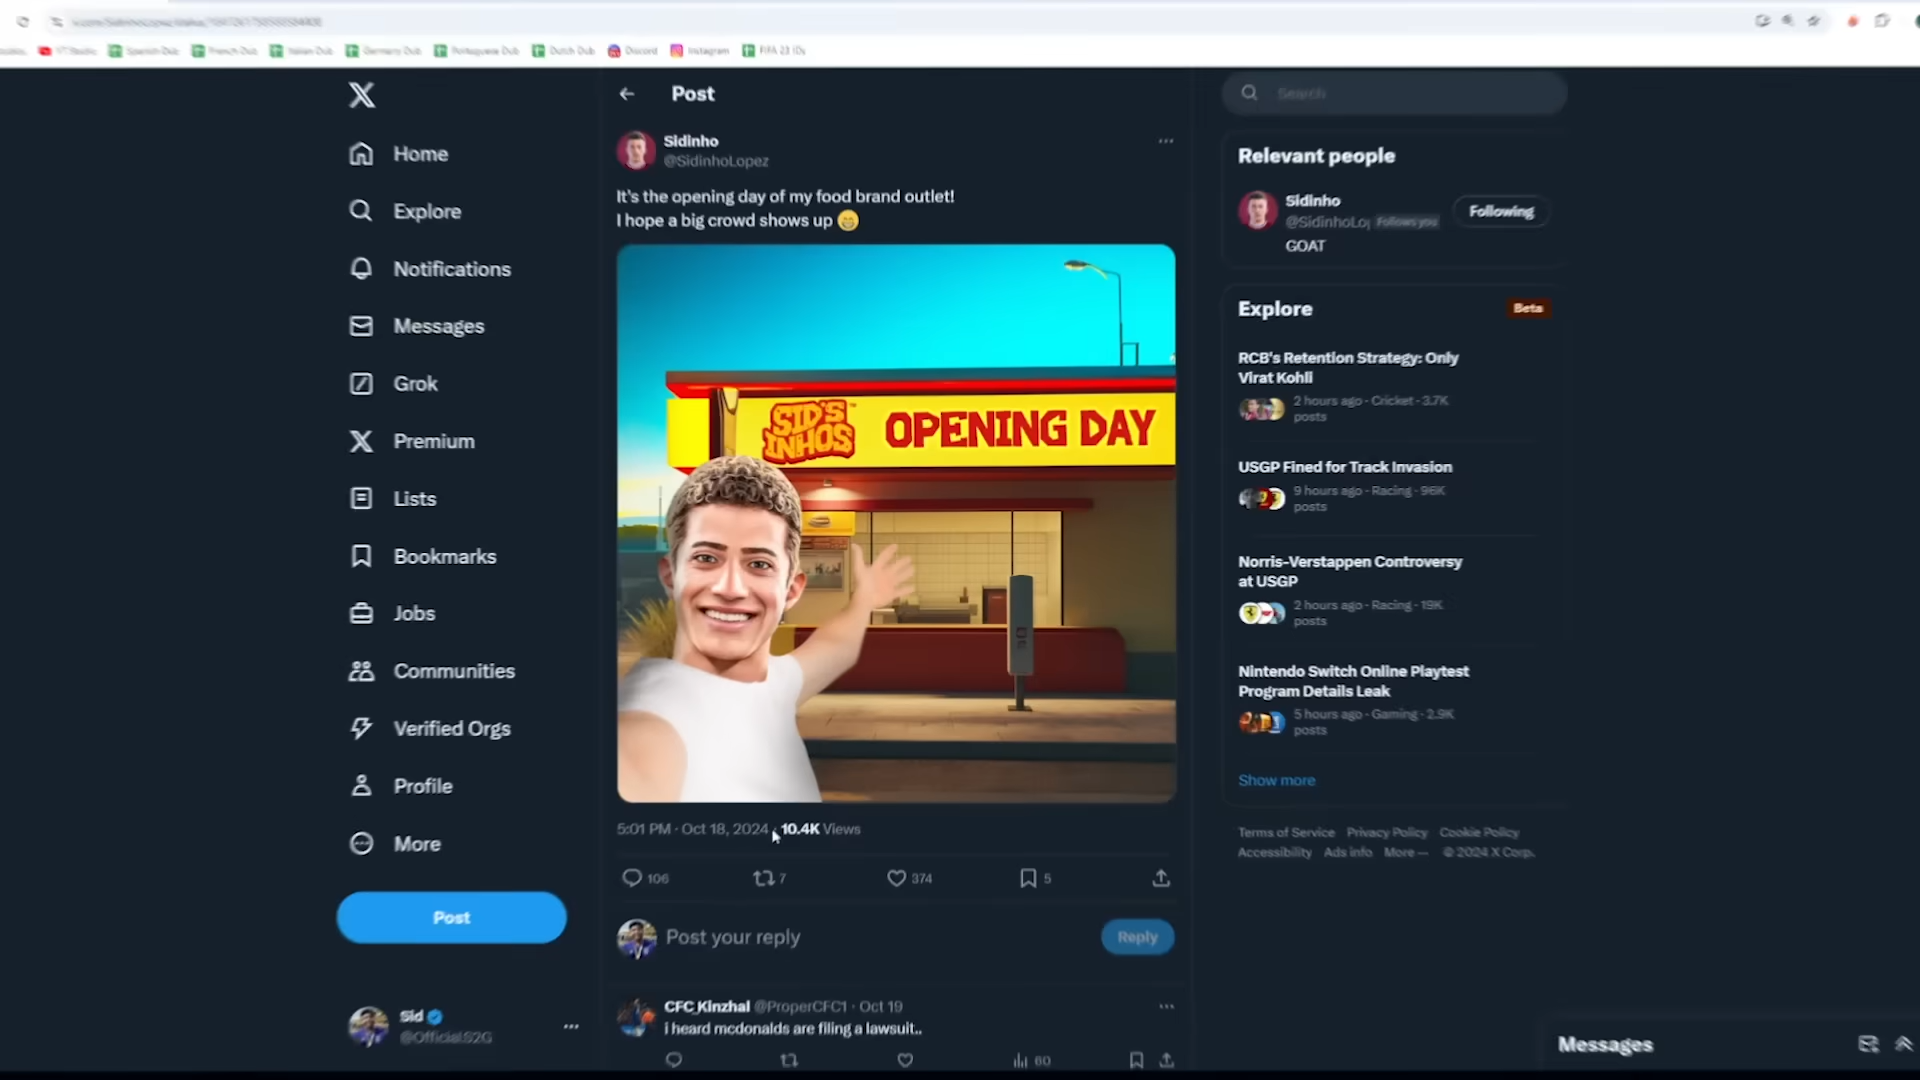 YT Studio
Spanish Dub
French Dub
Italian Dub
Germany Dub
Portuguese Dub
Dutch Dub
Discord
Instagram
Home
Explore
Notifications
Messages
Grok
Premium
Lists
Bookmarks
Jobs
Communities
Verified Orgs
Profile
More
Post
Sid
@OfficialS2G
Post
Sidinho
@SidinhoLopez
It's the opening day of my food brand outlet!
I hope a big crowd shows up
SID'S
INHOS
OPENING DAY
5:01 PM · Oct 18, 2024 · 10.4K Views
106
7
374
5
Post your reply
Reply
CFC_Kinzhal @ProperCFC1 · Oct 19
i heard mcdonalds are filing a lawsuit..
60
Search
Relevant people
Sidinho
@SidinhoLo Follows you
Following
GOAT
Explore
Beta
RCB's Retention Strategy: Only
Virat Kohli
2 hours ago · Cricket · 3.7K
posts
USGP Fined for Track Invasion
9 hours ago · Racing · 96K
posts
Norris-Verstappen Controversy
at USGP
2 hours ago · Racing · 19K
posts
Nintendo Switch Online Playtest
Program Details Leak
5 hours ago · Gaming · 2.9K
posts
Show more
Terms of Service Privacy Policy Cookie Policy
Accessibility Ads info More ··· © 2024 X Corp.
Messages